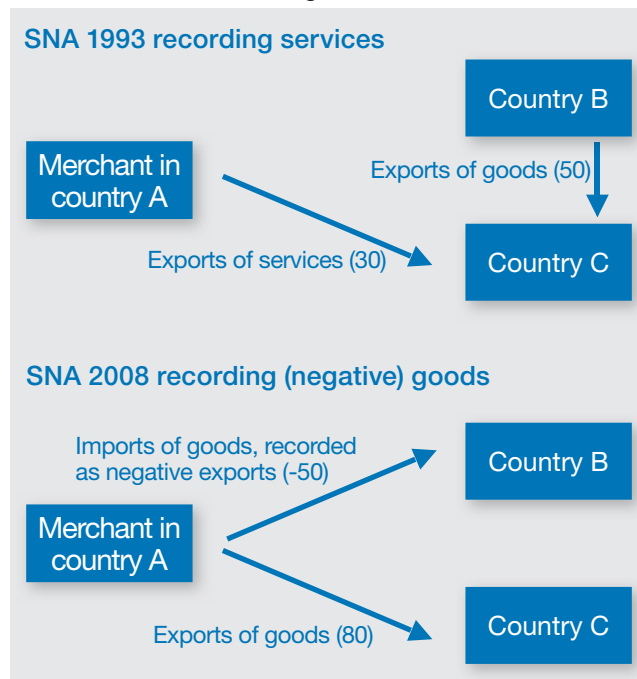 SNA 1993 recording services
Country B
Merchant in
country A
Exports of goods (50)
Exports of services (30)
Country C
SNA 2008 recording (negative) goods
Imports of goods, recorded
as negative exports (-50)
Country B
Merchant in
country A
Exports of goods (80)
Country C